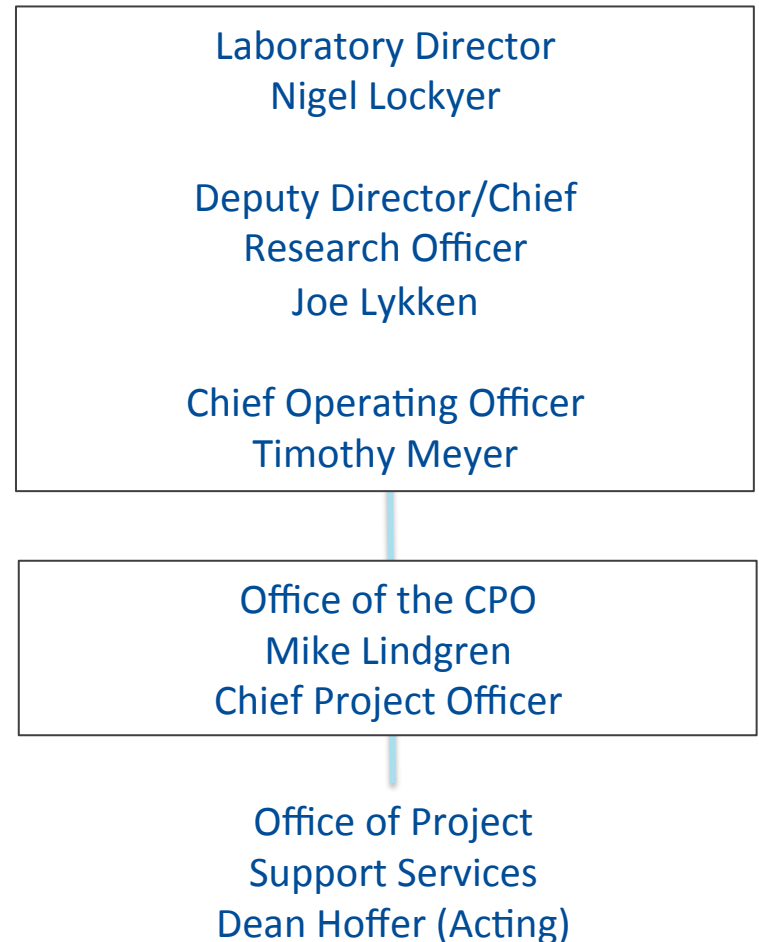 Laboratory Director
Nigel Lockyer
Deputy Director/Chief
Research Officer
Joe Lykken
Chief Operating Officer
Timothy Meyer
Office of the CPO
Mike Lindgren
Chief Project Officer
Office of Project
Support Services
Dean Hoffer (Acting)